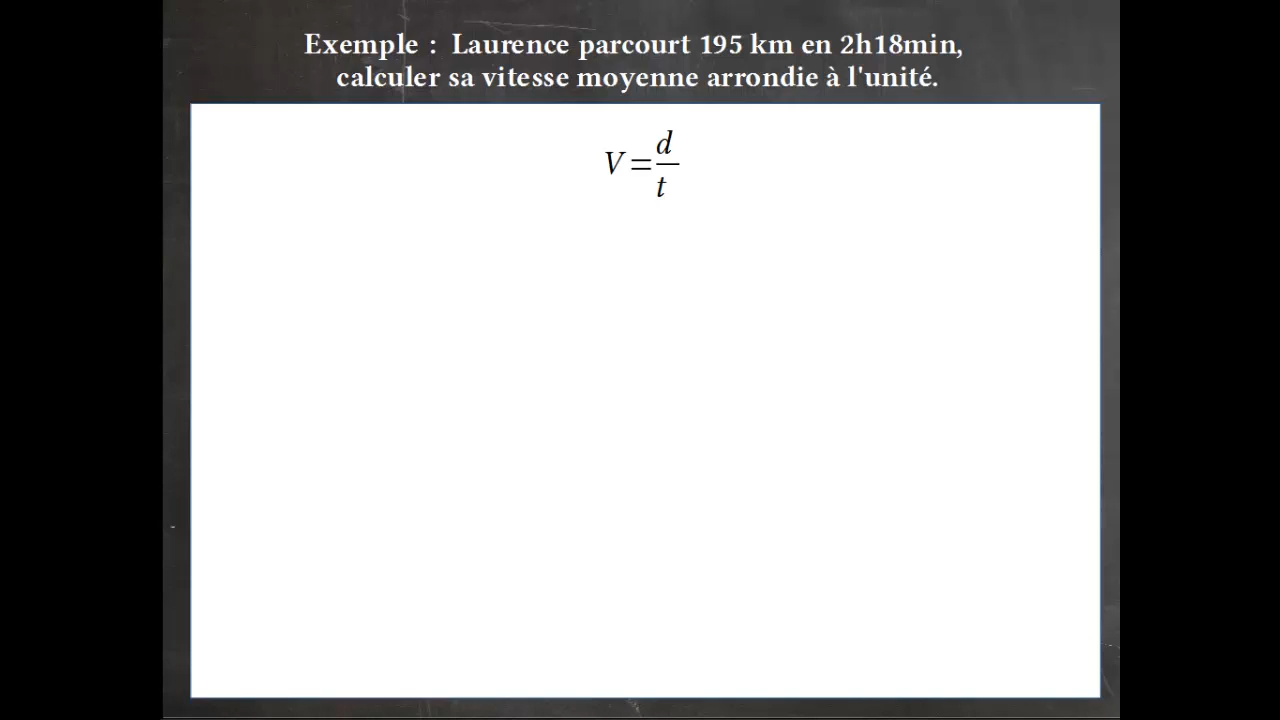 Exemple : Laurence parcourt 195 km en 2h18min,
calculer sa vitesse moyenne arrondie à l'unité.
V = d/t